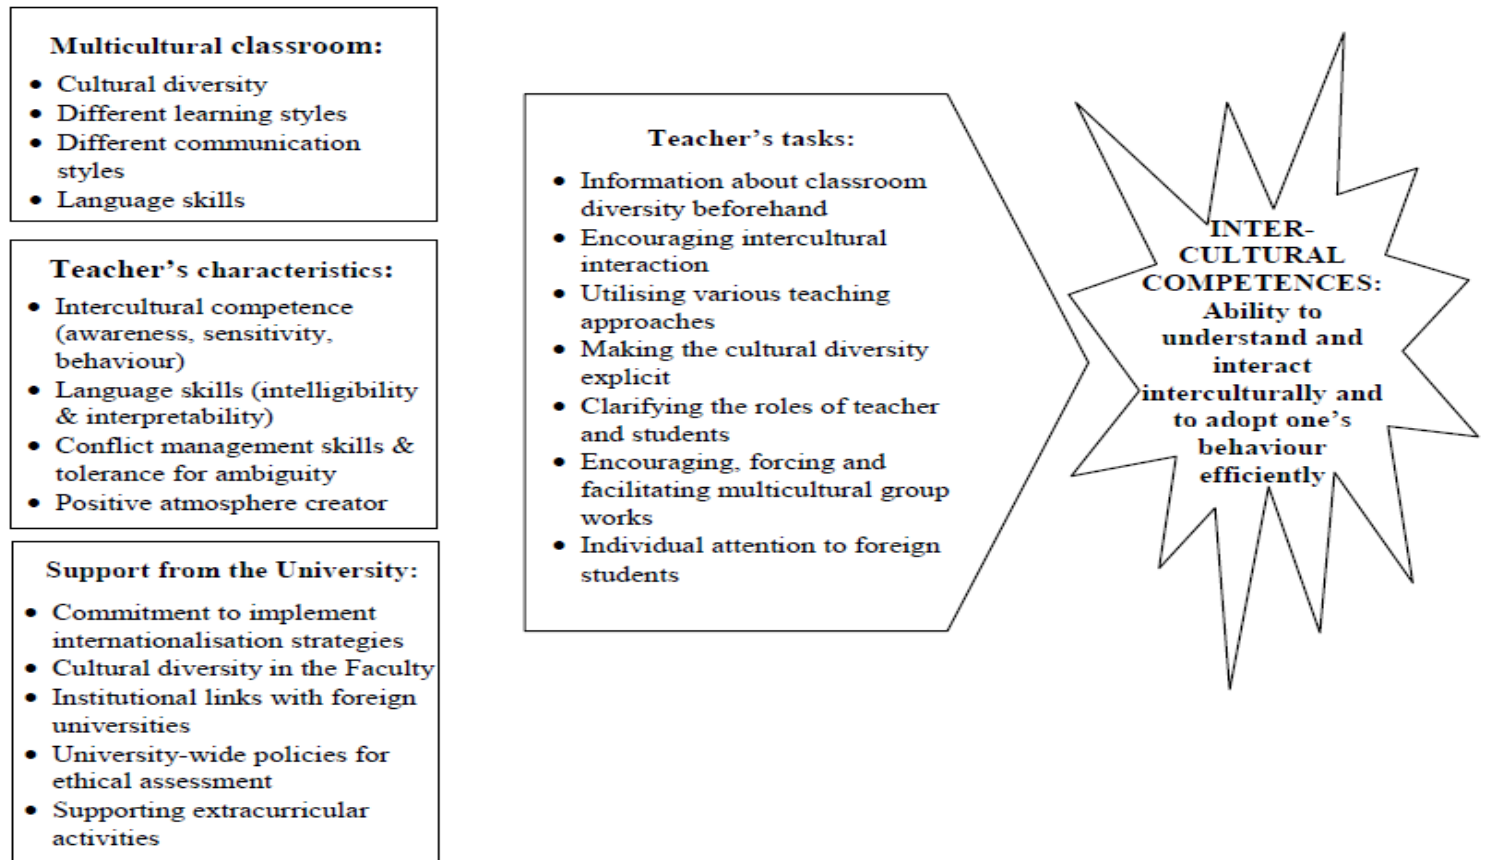 Multicultural classroom:
• Cultural diversity
• Different learning styles
• Different communication
styles
• Language skills
Teacher's characteristics:
• Intercultural competence
(awareness, sensitivity,
behaviour)
• Language skills (intelligibility
& interpretability)
• Conflict management skills &
tolerance for ambiguity
• Positive atmosphere creator
Support from the University:
• Commitment to implement
internationalisation strategies
• Cultural diversity in the Faculty
• Institutional links with foreign
universities
• University-wide policies for
ethical assessment
• Supporting extracurricular
activities
Teacher's tasks:
• Information about classroom
diversity beforehand
• Encouraging intercultural
interaction
• Utilising various teaching
approaches
• Making the cultural diversity
explicit
• Clarifying the roles of teacher
and students
• Encouraging, forcing and
facilitating multicultural group
works
• Individual attention to foreign
students
INTER-
CULTURAL
COMPETENCES:
Ability to
understand and
interact
interculturally and
to adopt one's
behaviour
efficiently